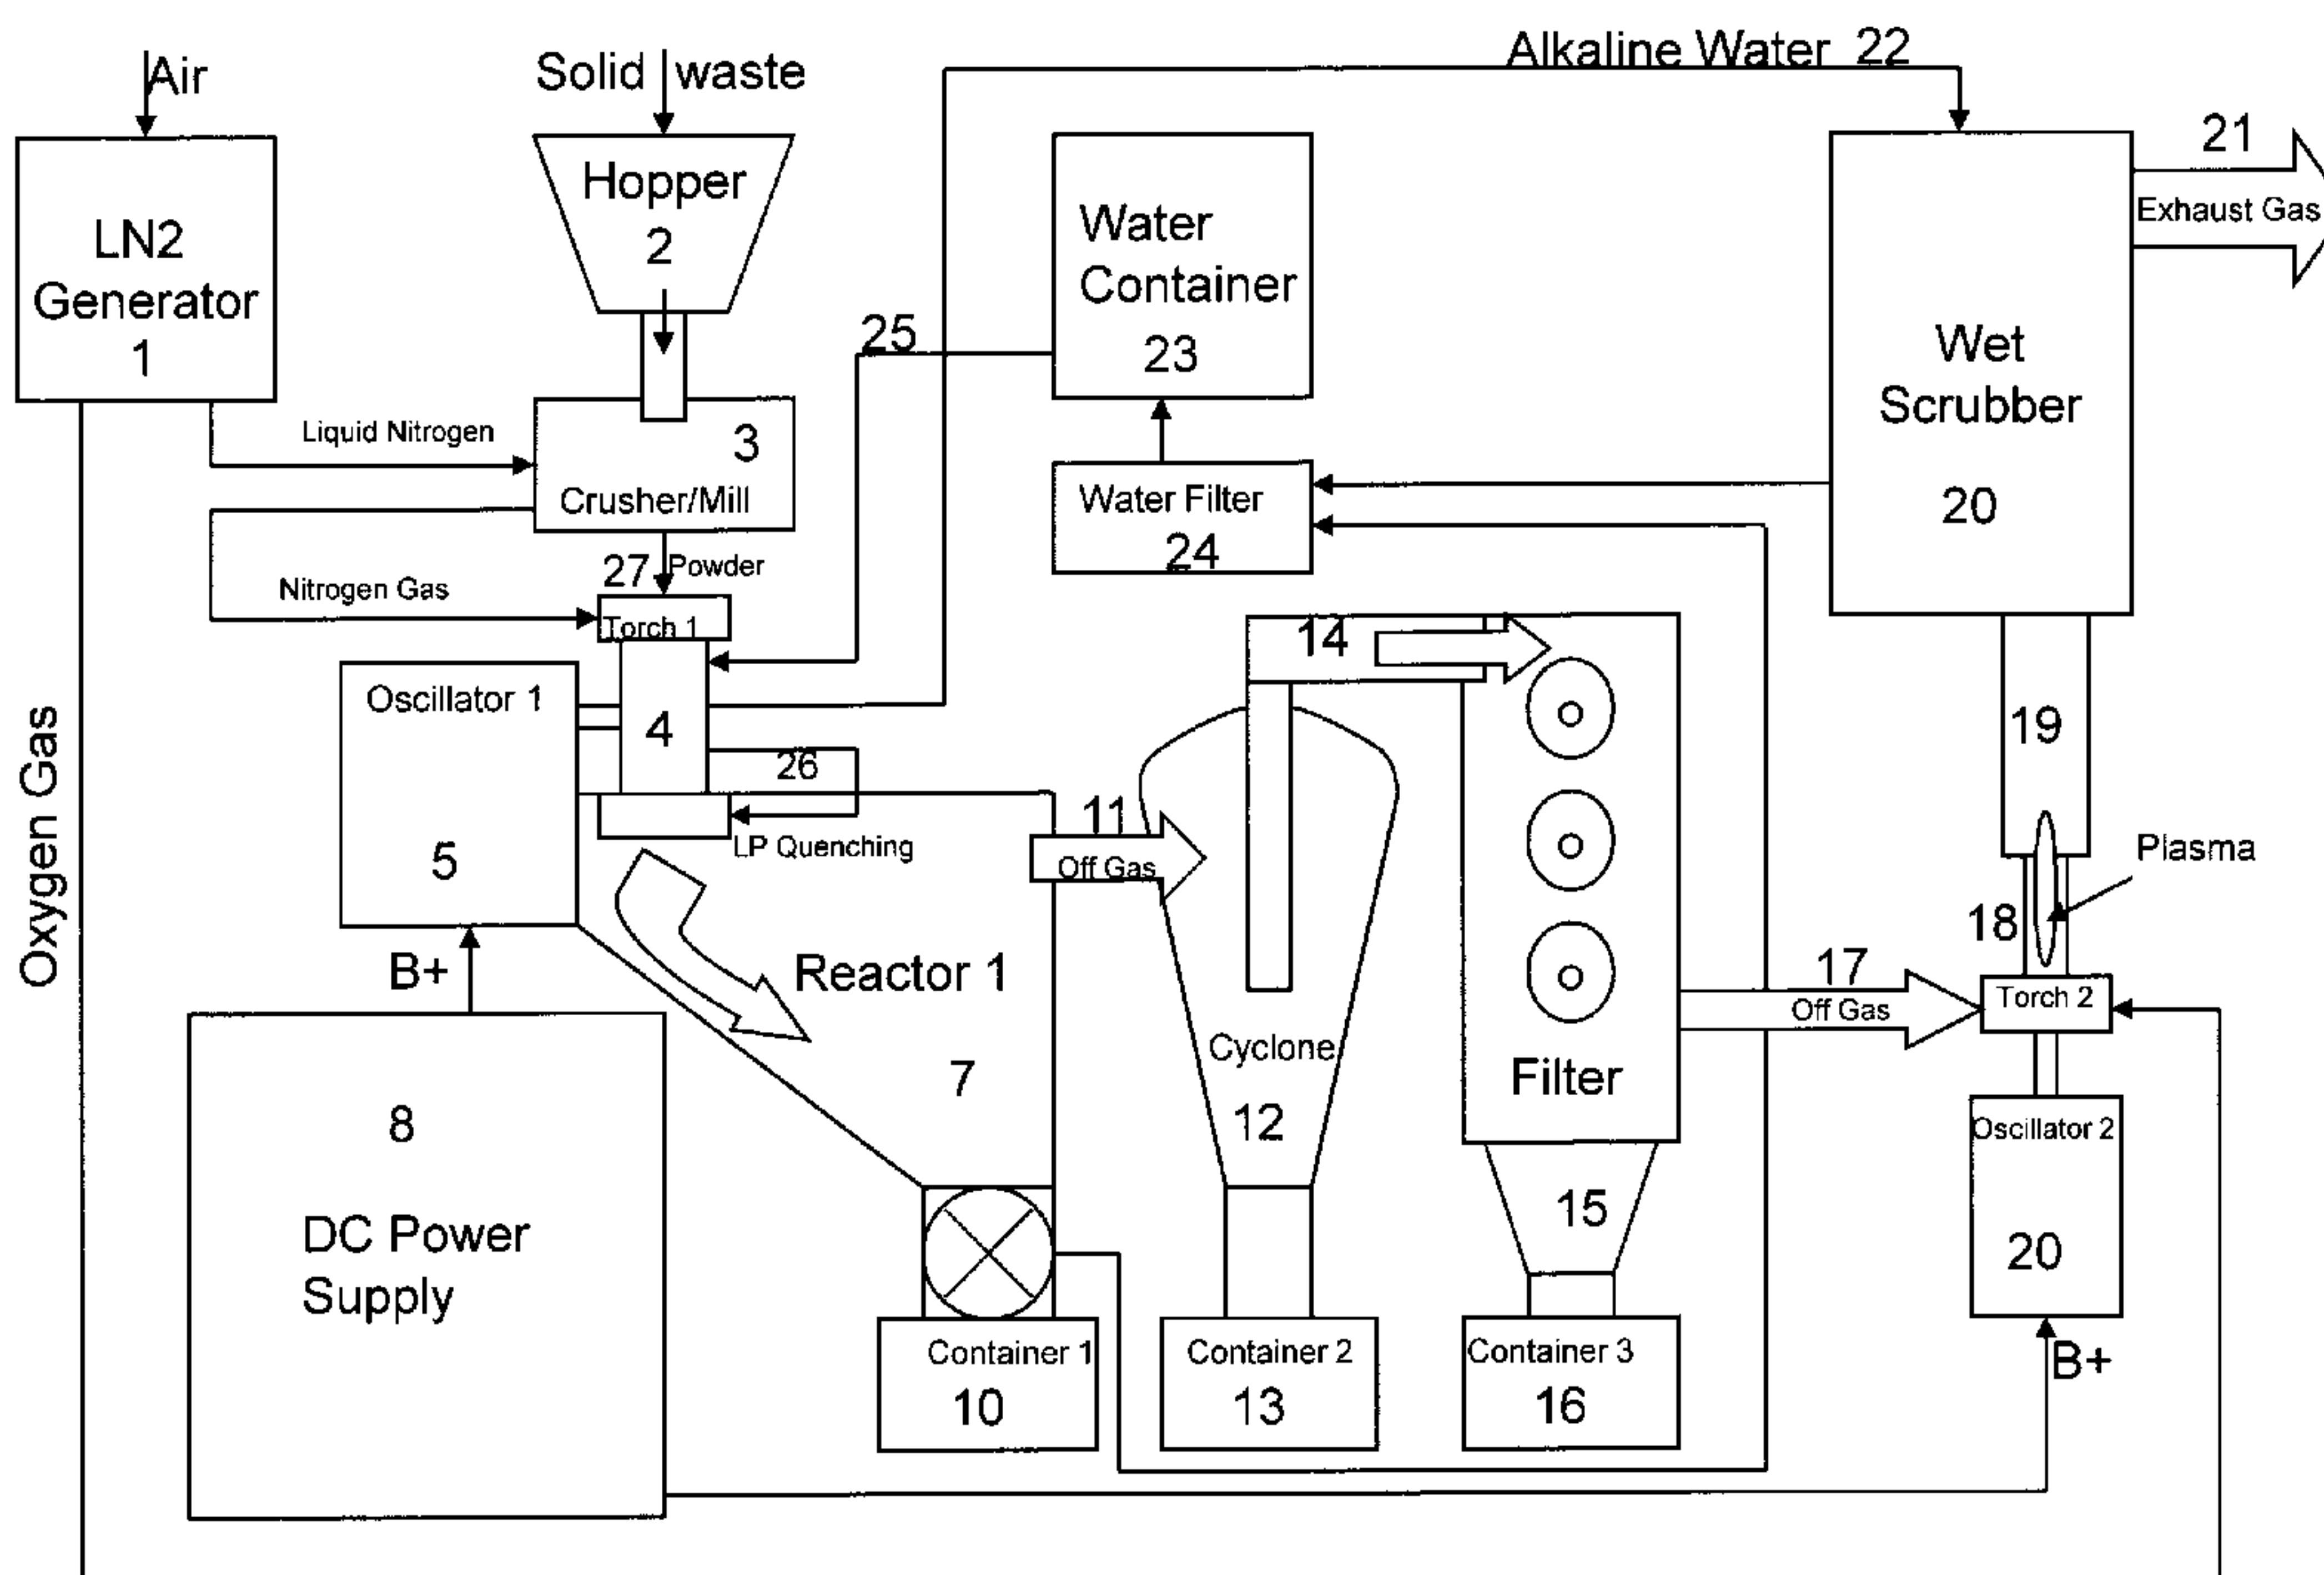 Alkaline Water 22
Air
Solid waste
Hopper
2
LN2
Generator
1
Water
Container
23
21
Exhaust Gas
Wet
Scrubber
20
25
Liquid Nitrogen
3
Crusher/Mill
Water Filter
24
27
Powder
Nitrogen Gas
Torch 1
14
Oscillator 1
4
5
26
LP Quenching
11
Off Gas
19
Plasma
18
Oxygen Gas
B+
Reactor 1
7
Cyclone
12
Filter
17
Off Gas
Torch 2
8
DC Power
Supply
15
Oscillator 2
20
B+
Container 1
10
Container 2
13
Container 3
16